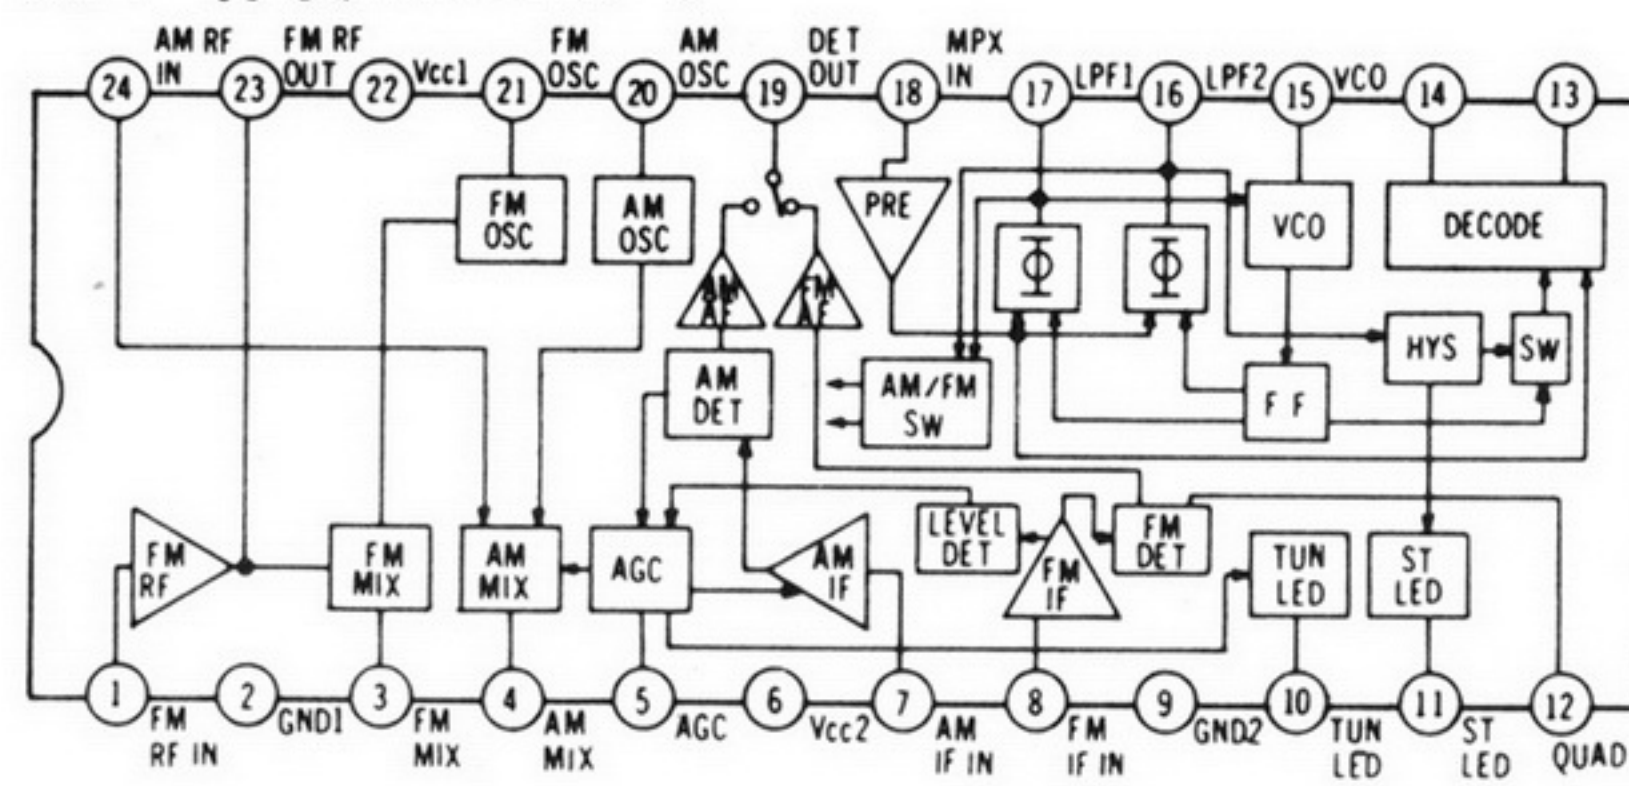 AM RF
IN
FM RF
OUT
Vcc1
FM
OSC
AM
OSC
DET
OUT
MPX
IN
LPF1
LPF2
VCO
24
23
22
21
20
19
18
17
16
15
14
13
FM
OSC
AM
OSC
PRE
Φ
Φ
VCO
DECODE
AM
AF
FM
AF
AM
DET
AM/FM
SW
FF
HYS
SW
FM
RF
FM
MIX
AM
MIX
AGC
AM
IF
LEVEL
DET
FM
IF
FM
DET
TUN
LED
ST
LED
1
2
3
4
5
6
7
8
9
10
11
12
FM
RF IN
GND1
FM
MIX
AM
MIX
AGC
Vcc2
AM
IF IN
FM
IF IN
GND2
TUN
LED
ST
LED
QUAD